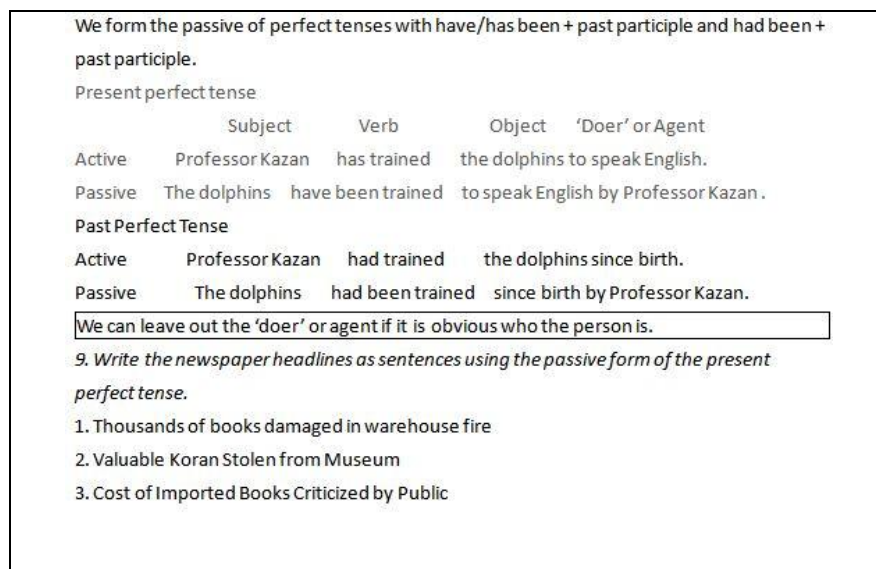 We form the passive of perfect tenses with have/has been + past participle and had been +
past participle.
Present perfect tense
Subject Verb Object ‘Doer’ or Agent
Active Professor Kazan has trained the dolphins to speak English.
Passive The dolphins have been trained to speak English by Professor Kazan .
Past Perfect Tense
Active Professor Kazan had trained the dolphins since birth.
Passive The dolphins had been trained since birth by Professor Kazan.
We can leave out the ‘doer’ or agent if it is obvious who the person is.
9. Write the newspaper headlines as sentences using the passive form of the present
perfect tense.
1. Thousands of books damaged in warehouse fire
2. Valuable Koran Stolen from Museum
3. Cost of Imported Books Criticized by Public